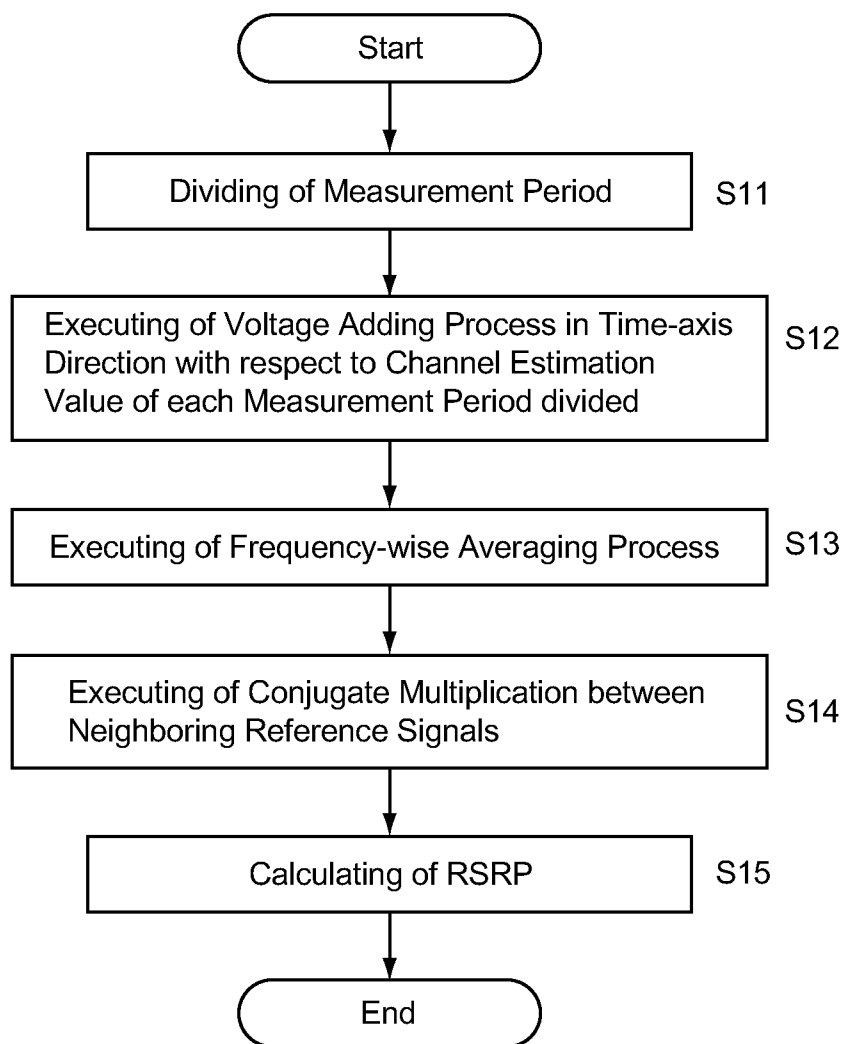 Start
Dividing of Measurement Period
S11
Executing of Voltage Adding Process in Time-axis
Direction with respect to Channel Estimation
Value of each Measurement Period divided
S12
Executing of Frequency-wise Averaging Process
S13
Executing of Conjugate Multiplication between
Neighboring Reference Signals
S14
Calculating of RSRP
S15
End